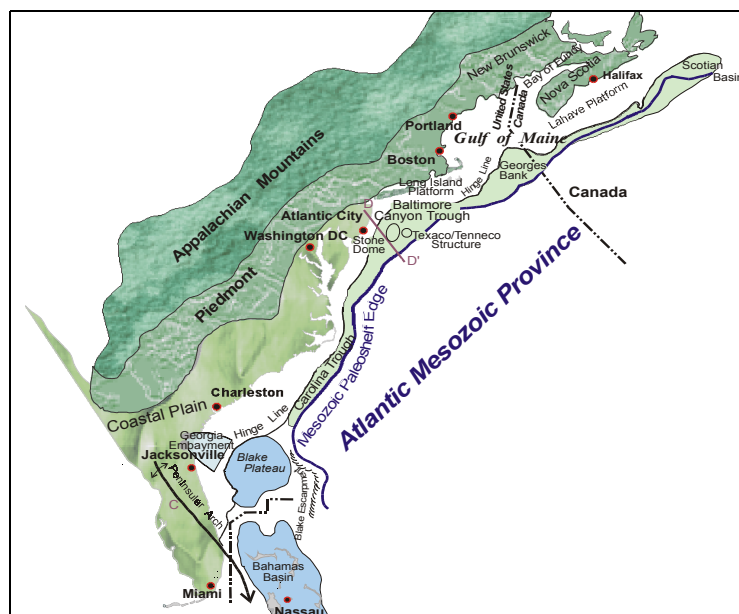 New Brunswick
Bay of Fundy
Nova Scotia
Halifax
Scotian
Basin
United States
Canada
Lahave Platform
Portland
Gulf of Maine
Boston
Hinge Line
Georges
Bank
Canada
Appalachian Mountains
Long Island
Platform
D
Baltimore
Canyon Trough
Atlantic City
Washington DC
Stone
Dome
Texaco/Tenneco
Structure
D'
Piedmont
Atlantic Mesozoic Province
Mesozoic Paleoshelf Edge
Carolina Trough
Charleston
Coastal Plain
Hinge Line
Georgia
Embayment
Jacksonville
Blake
Plateau
Peninsular Arch
C
Blake Escarpment
Bahamas
Basin
Miami
Nassau